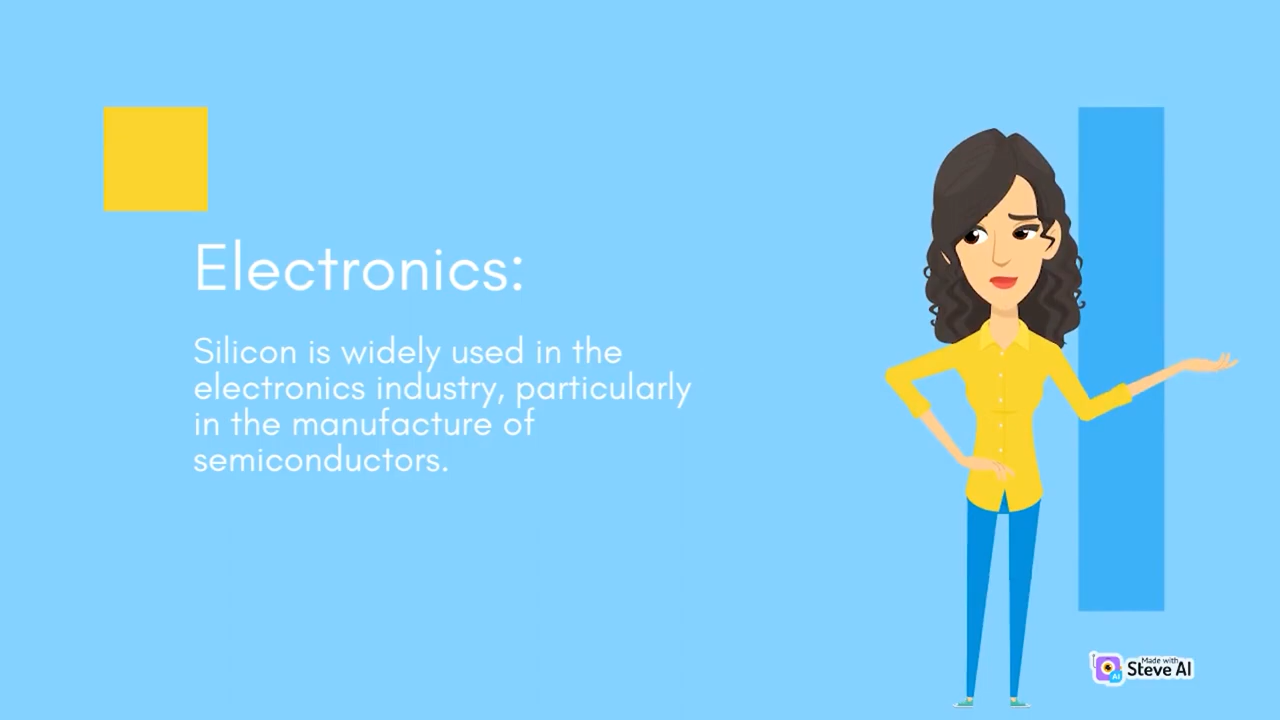 Electronics:
Silicon is widely used in the
electronics industry, particularly
in the manufacture of
semiconductors.
Made with
Steve AI
AI